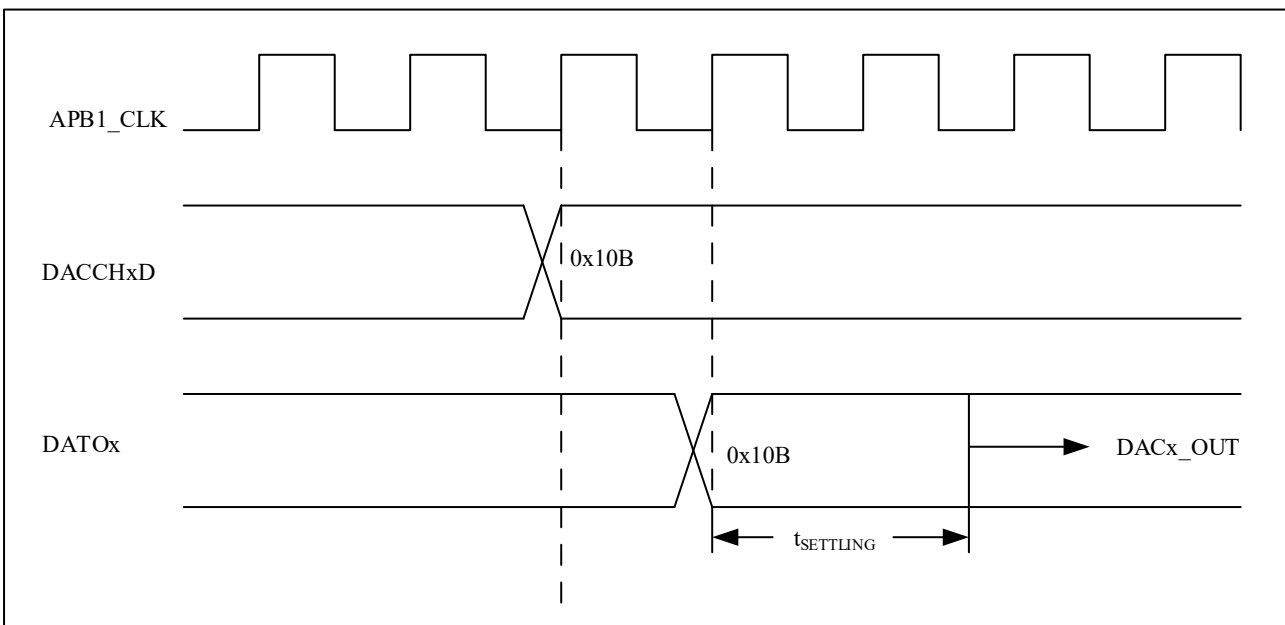 APB1_CLK
DACCHxD
0x10B
DATOx
0x10B
DACx_OUT
tSETTLING